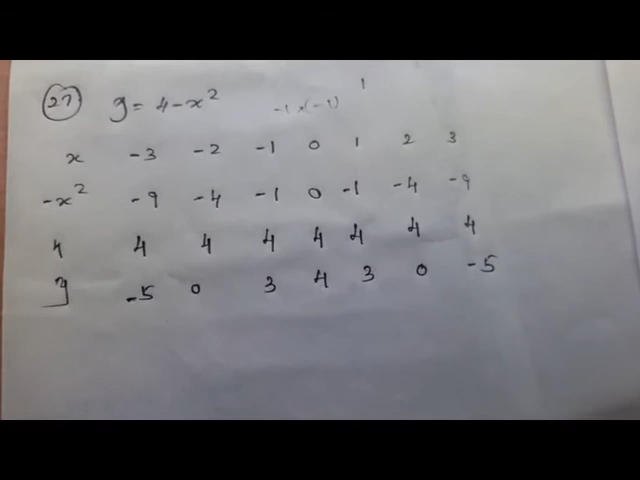 27 y = 4 - x²
-1 × (-1) 1
x -3 -2 -1 0 1 2 3
-x² -9 -4 -1 0 -1 -4 -9
4 4 4 4 4 4 4 4
y -5 0 3 4 3 0 -5